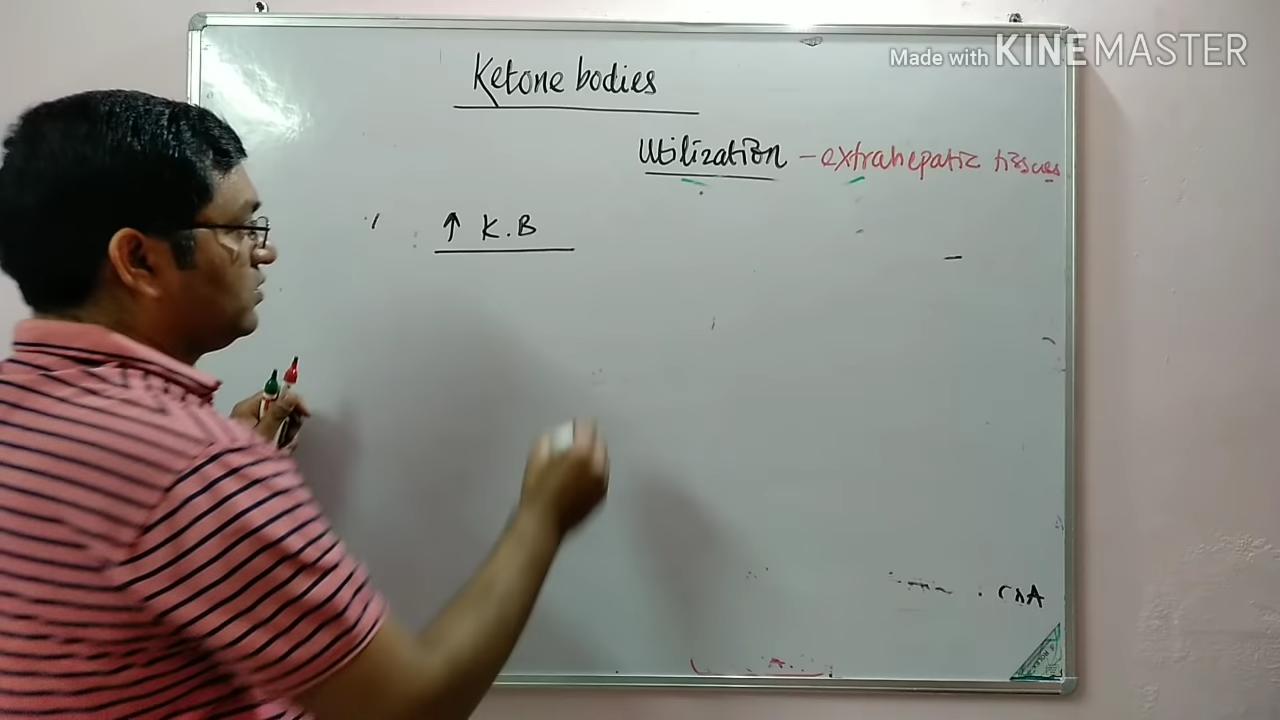 Made with KINEMASTER
Ketone bodies
Utilization - extrahepatic tissues
↑ K.B
CoA